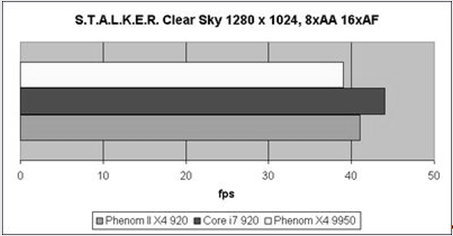 S.T.A.L.K.E.R. Clear Sky 1280 x 1024, 8xAA 16xAF
0 10 20 30 40 50
fps
Phenom II X4 920 Core i7 920 Phenom X4 9950